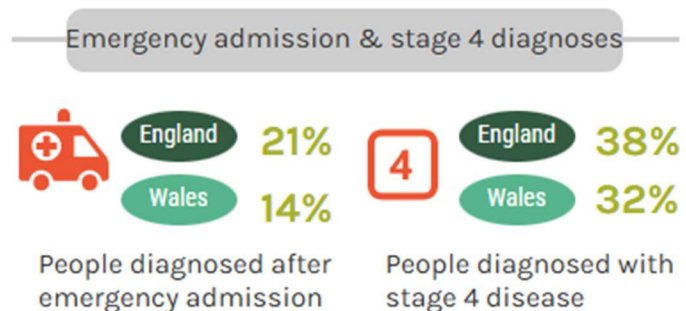 Emergency admission & stage 4 diagnoses
England 21%
Wales 14%
People diagnosed after
emergency admission
4
England 38%
Wales 32%
People diagnosed with
stage 4 disease